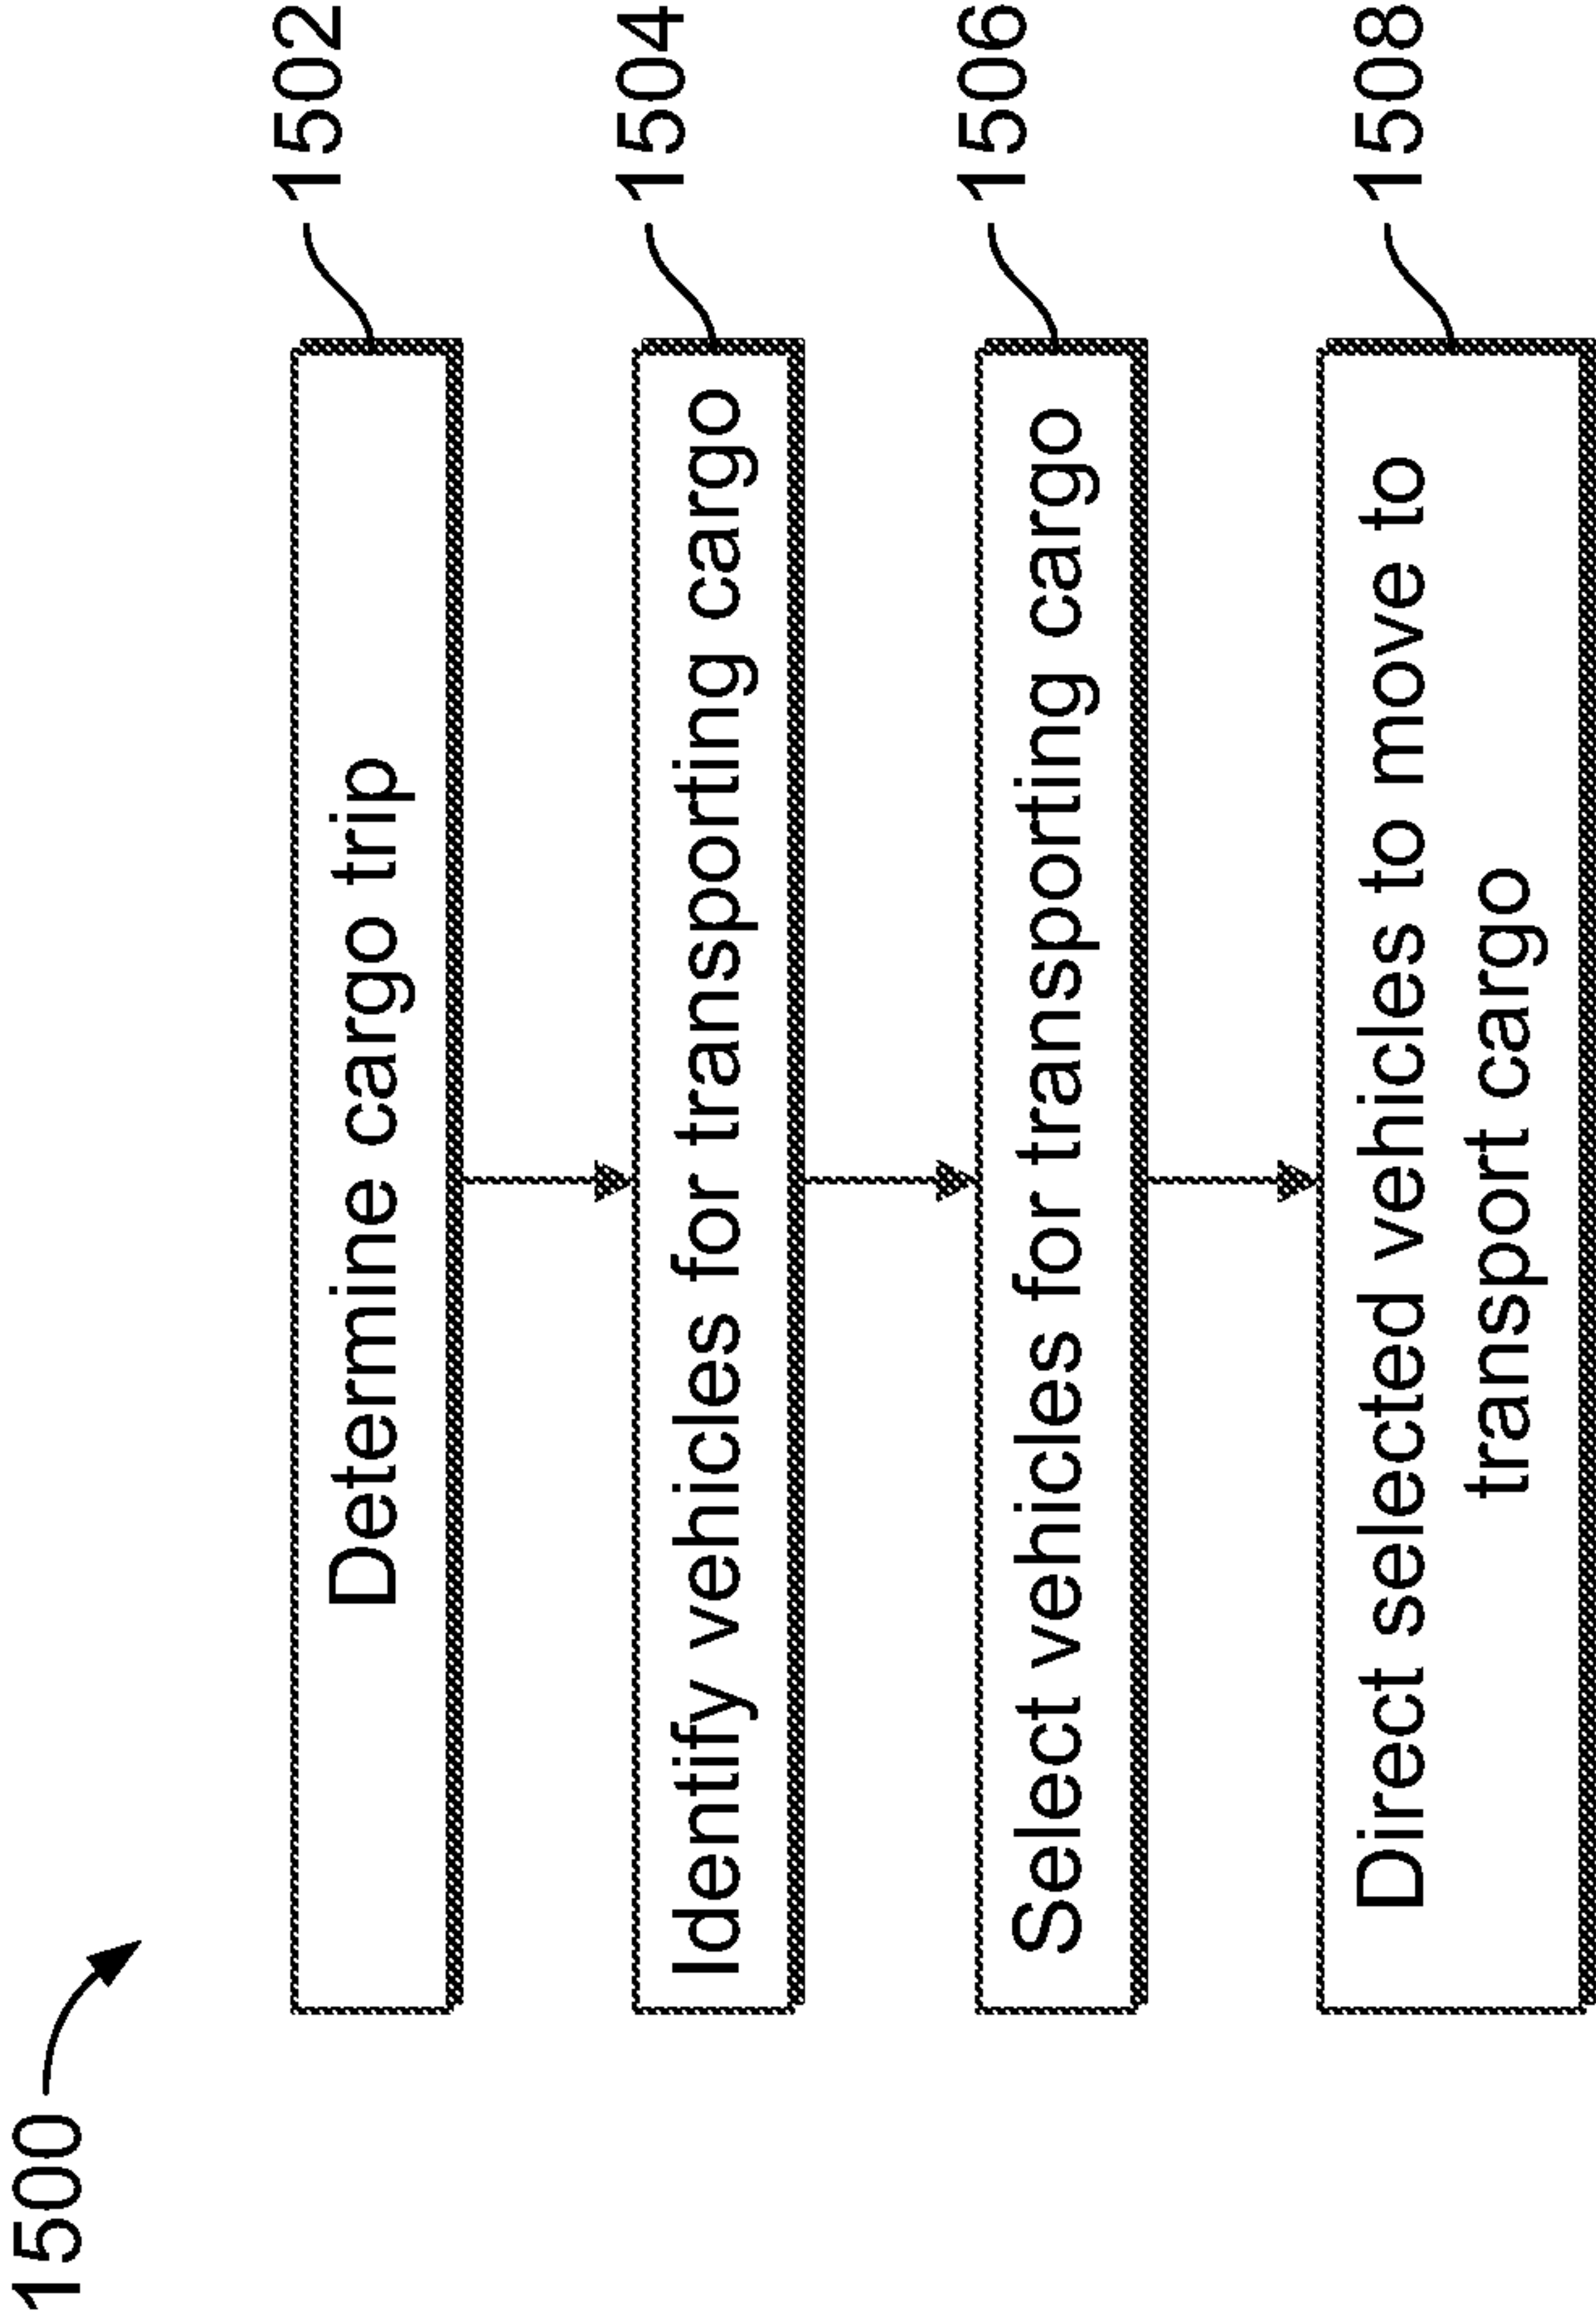 1500
Determine cargo trip
1502
Identify vehicles for transporting cargo
1504
Select vehicles for transporting cargo
1506
Direct selected vehicles to move to
transport cargo
1508